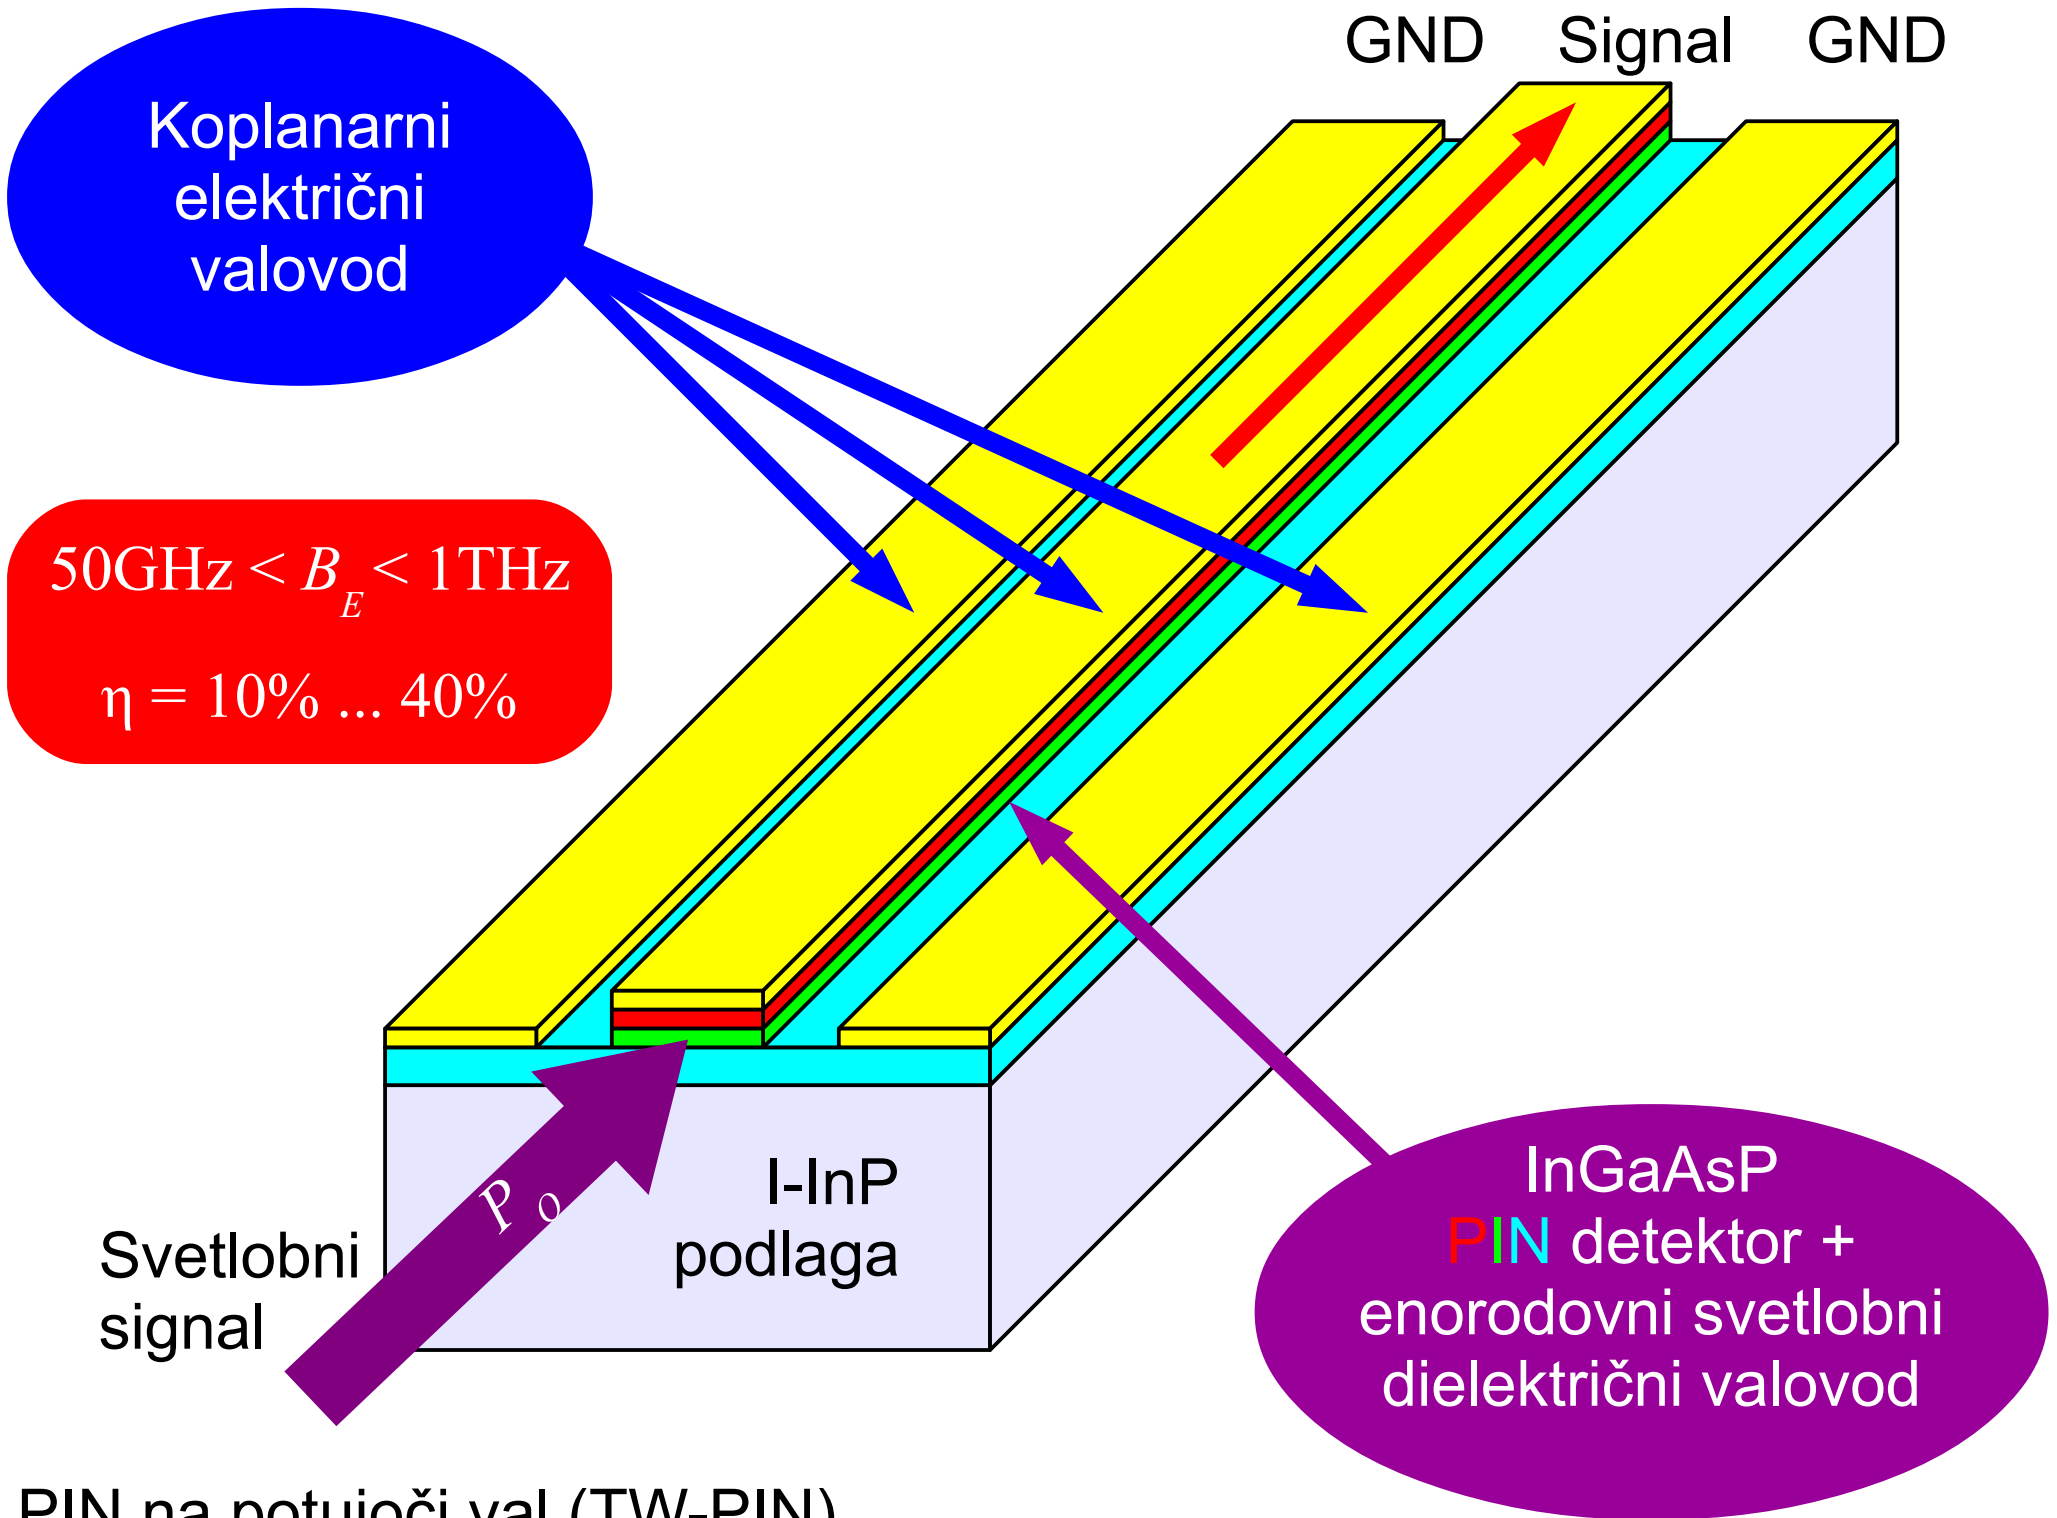 GND Signal GND
Koplanarni
električni
valovod
50GHz < B_E < 1THz
η = 10% ... 40%
P_O
Svetlobni
signal
I-InP
podlaga
InGaAsP
PIN detektor +
enorodovni svetlobni
dielektrični valovod
PIN na potujoči val (TW-PIN)